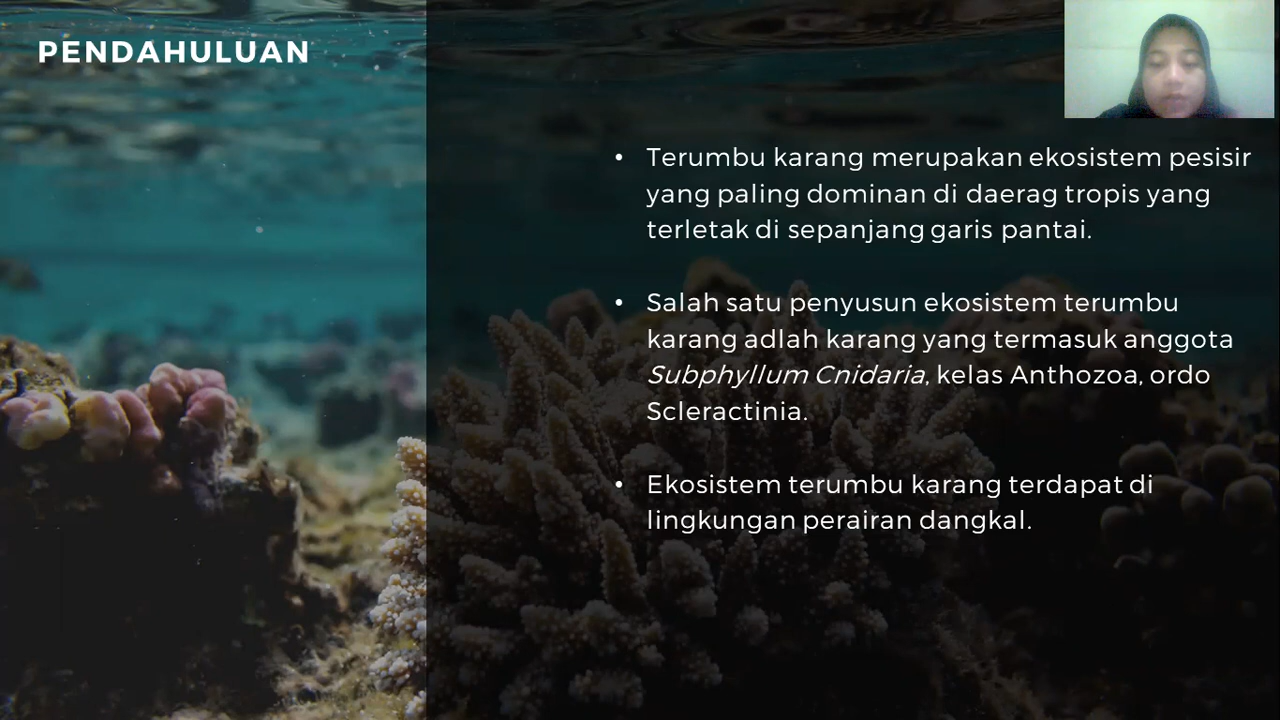 PENDAHULUAN
• Terumbu karang merupakan ekosistem pesisir
yang paling dominan di daerag tropis yang
terletak di sepanjang garis pantai.
• Salah satu penyusun ekosistem terumbu
karang adlah karang yang termasuk anggota
Subphyllum Cnidaria, kelas Anthozoa, ordo
Scleractinia.
• Ekosistem terumbu karang terdapat di
lingkungan perairan dangkal.